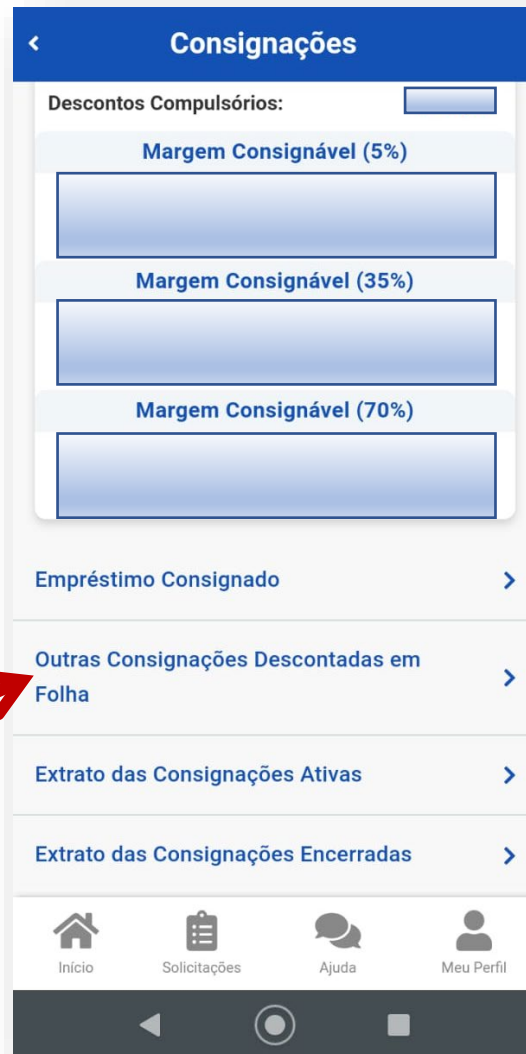 Consignações
Descontos Compulsórios:
Margem Consignável (5%)
Margem Consignável (35%)
Margem Consignável (70%)
Empréstimo Consignado
Outras Consignações Descontadas em
Folha
Extrato das Consignações Ativas
Extrato das Consignações Encerradas
Início
Solicitações
Ajuda
Meu Perfil